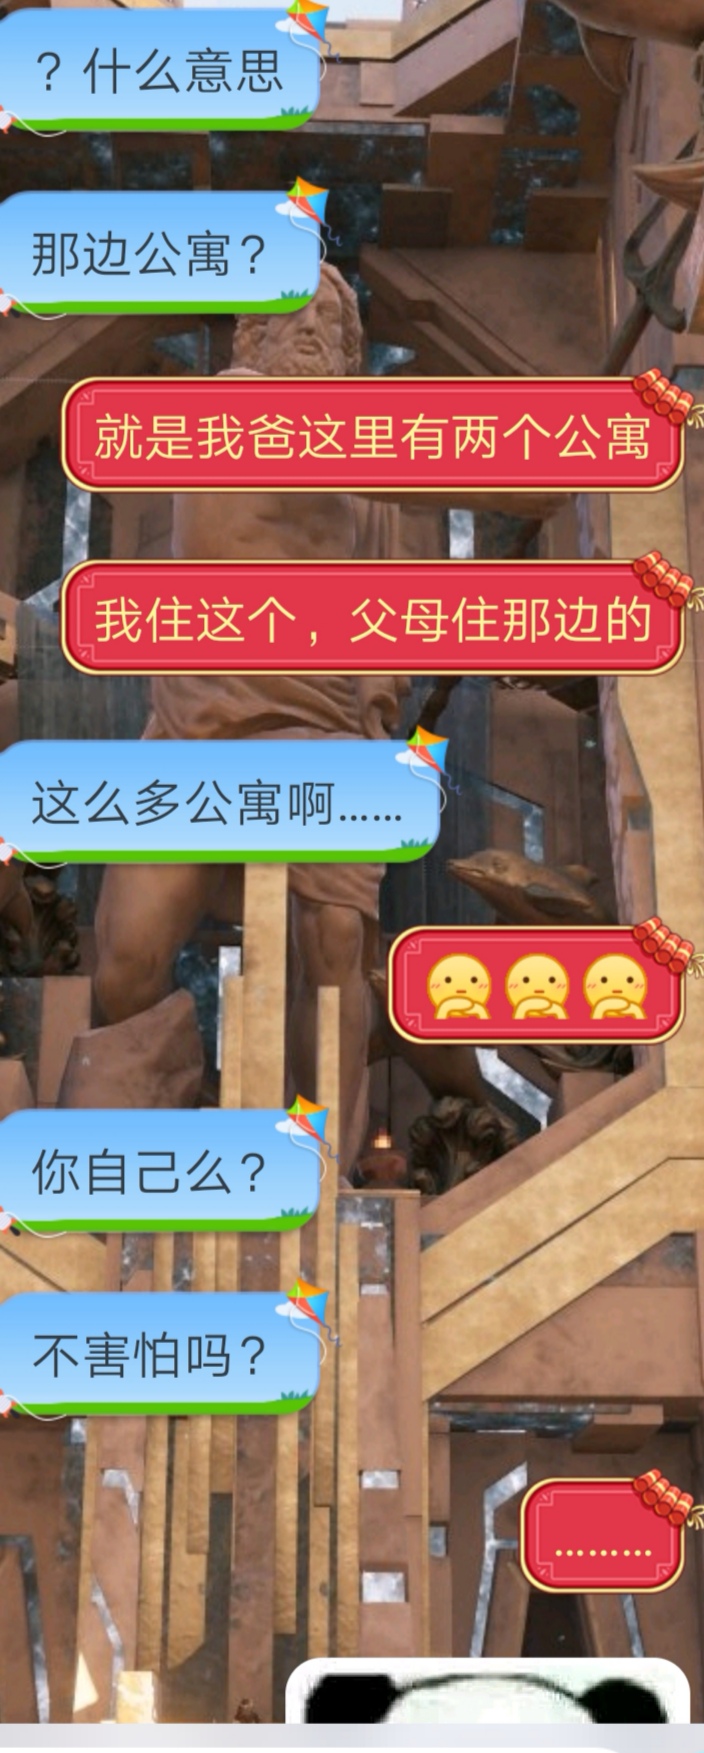 ？什么意思
那边公寓？
就是我爸这里有两个公寓
我住这个，父母住那边的
这么多公寓啊……
你自己么？
不害怕吗？
………